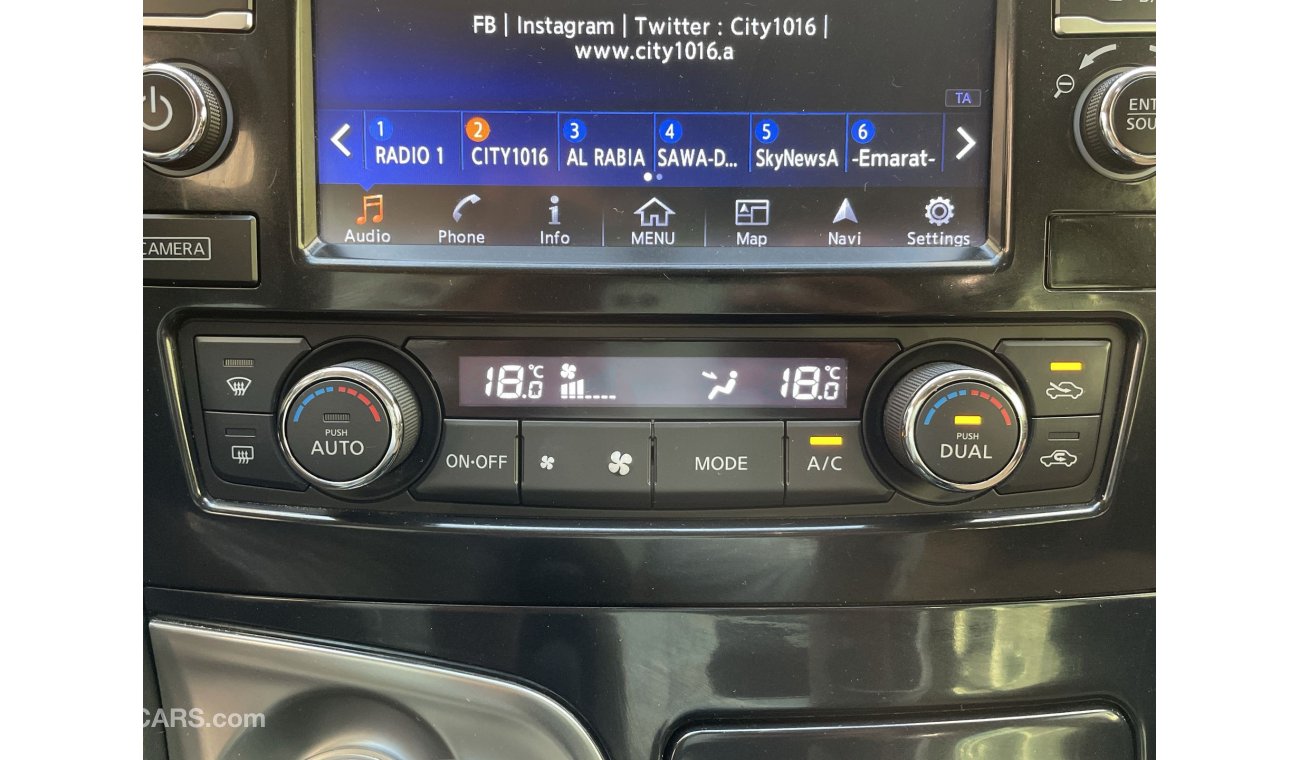 FB | Instagram | Twitter : City1016 |
www.city1016.a
TA
1 2 3 4 5 6
RADIO 1 CITY1016 AL RABIA SAWA-D... SkyNewsA -Emarat-
Audio Phone Info MENU Map Navi Settings
CAMERA
ENT
SOU
18.0 °C 18.0 °C
PUSH
AUTO
ON·OFF
MODE
A/C
PUSH
DUAL
CARS.com